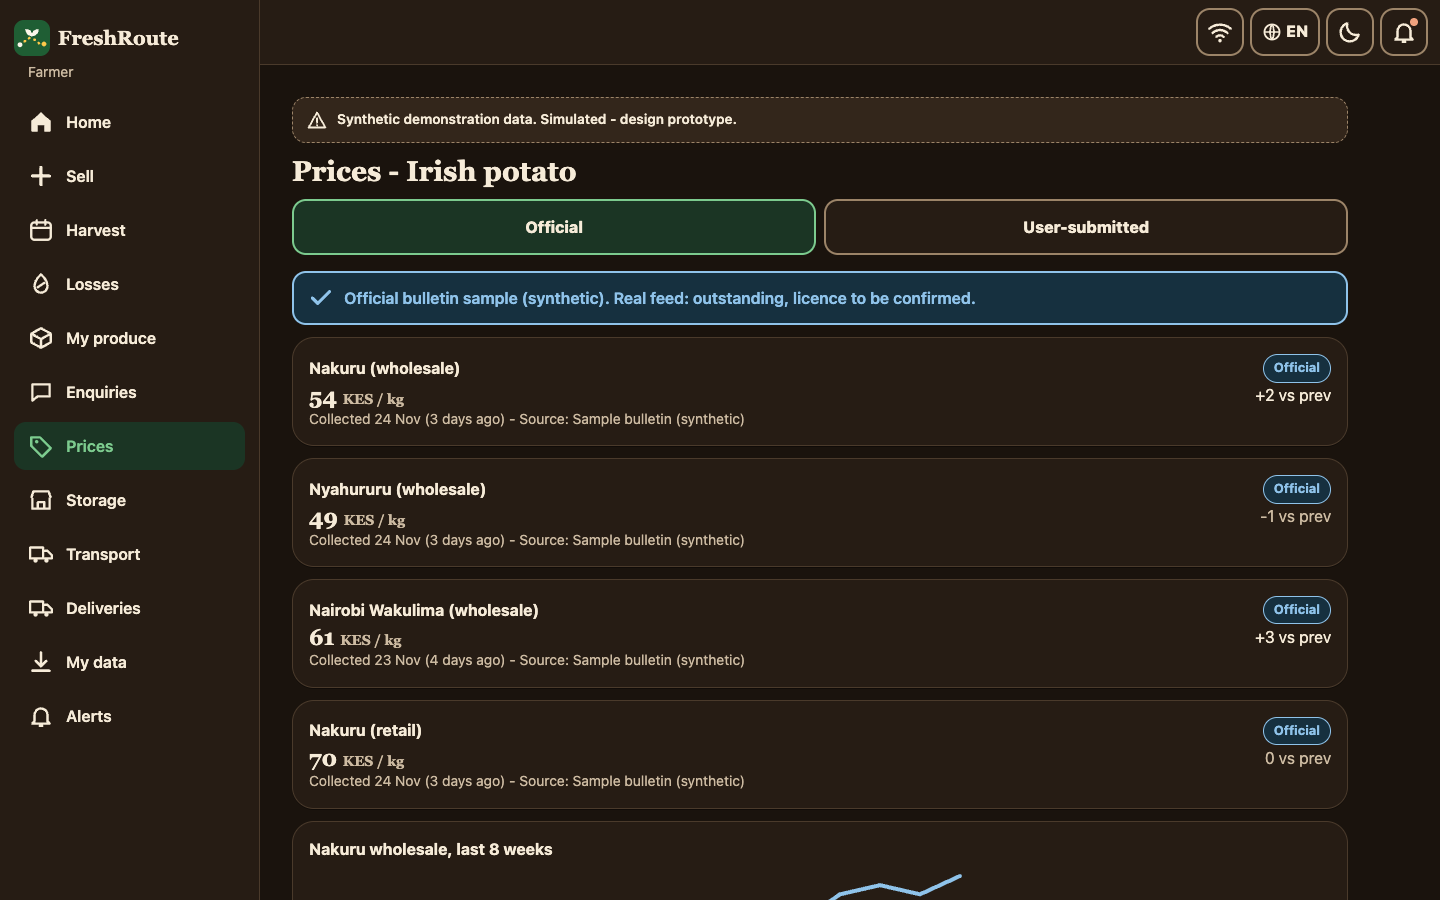 FreshRoute
Farmer
Home
Sell
Harvest
Losses
My produce
Enquiries
Prices
Storage
Transport
Deliveries
My data
Alerts
EN
Synthetic demonstration data. Simulated - design prototype.
Prices - Irish potato
Official
User-submitted
Official bulletin sample (synthetic). Real feed: outstanding, licence to be confirmed.
Nakuru (wholesale)
Official
54 KES / kg
+2 vs prev
Collected 24 Nov (3 days ago) - Source: Sample bulletin (synthetic)
Nyahururu (wholesale)
Official
49 KES / kg
-1 vs prev
Collected 24 Nov (3 days ago) - Source: Sample bulletin (synthetic)
Nairobi Wakulima (wholesale)
Official
61 KES / kg
+3 vs prev
Collected 23 Nov (4 days ago) - Source: Sample bulletin (synthetic)
Nakuru (retail)
Official
70 KES / kg
0 vs prev
Collected 24 Nov (3 days ago) - Source: Sample bulletin (synthetic)
Nakuru wholesale, last 8 weeks